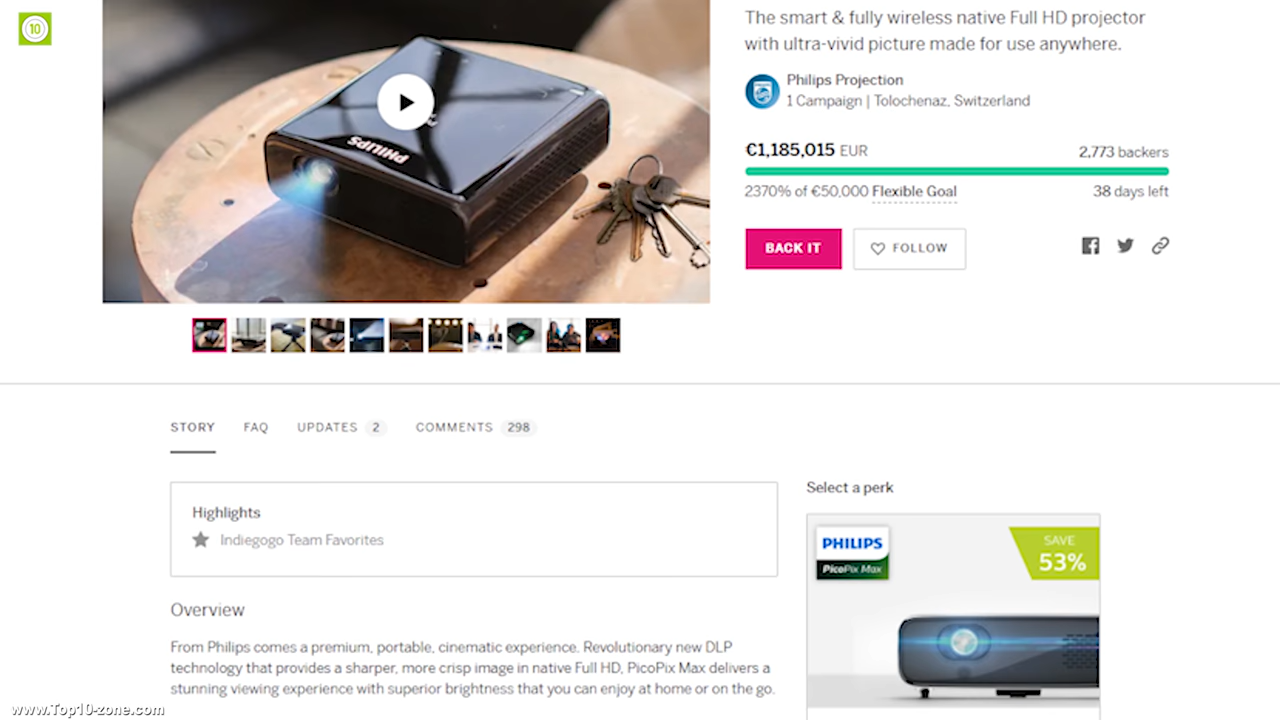 10
The smart & fully wireless native Full HD projector
with ultra-vivid picture made for use anywhere.
Philips Projection
1 Campaign | Tolochenaz, Switzerland
PHILIPS
€1,185,015 EUR
2,773 backers
2370% of €50,000 Flexible Goal
38 days left
BACK IT
FOLLOW
STORY
FAQ
UPDATES 2
COMMENTS 298
Highlights
Indiegogo Team Favorites
Select a perk
PHILIPS
PicoPix Max
SAVE
53%
Overview
From Philips comes a premium, portable, cinematic experience. Revolutionary new DLP
technology that provides a sharper, more crisp image in native Full HD, PicoPix Max delivers a
stunning viewing experience with superior brightness that you can enjoy at home or on the go.
www.Top10-zone.com